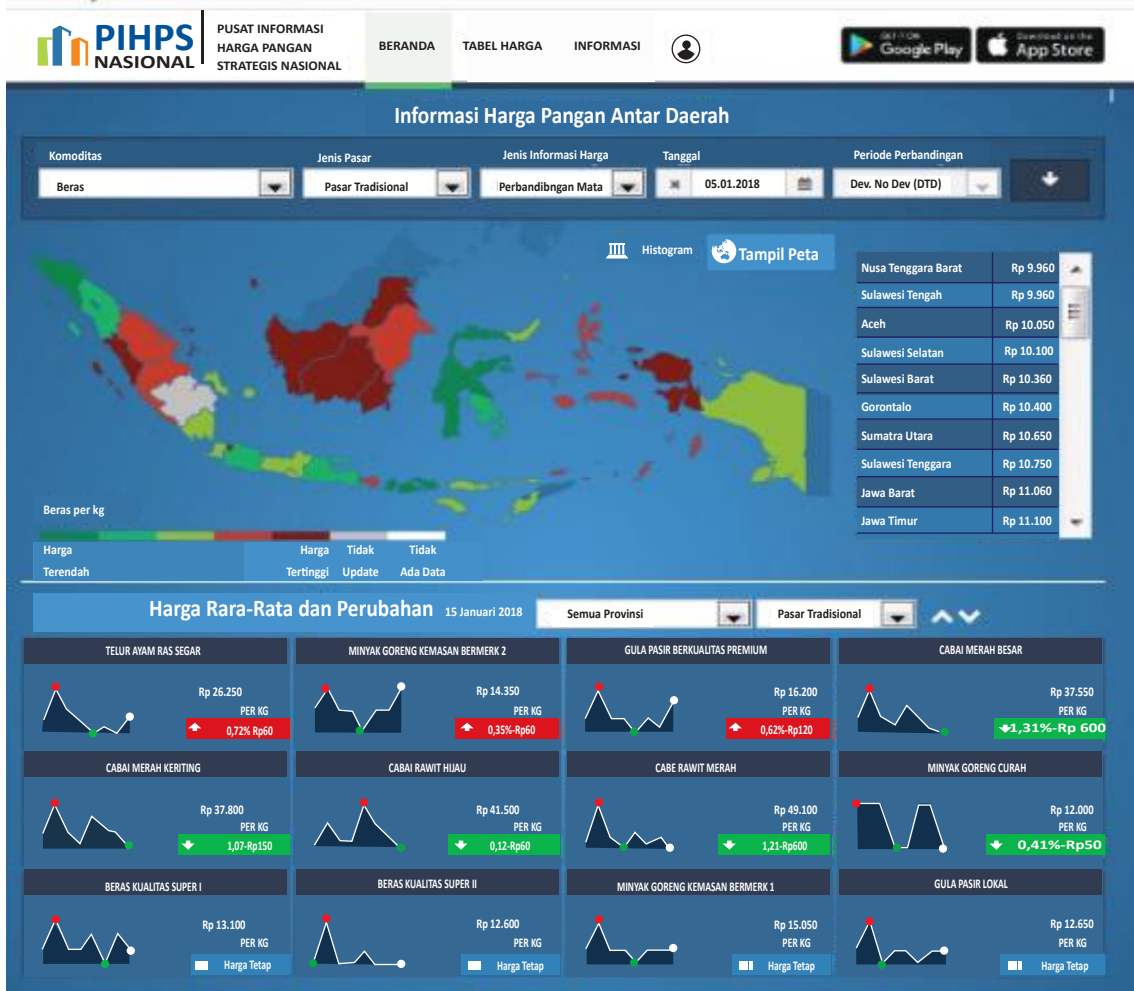 PIHPS
NASIONAL
PUSAT INFORMASI
HARGA PANGAN
STRATEGIS NASIONAL
BERANDA
TABEL HARGA
INFORMASI
GET IT ON
Google Play
Download on the
App Store
Informasi Harga Pangan Antar Daerah
Komoditas
Jenis Pasar
Jenis Informasi Harga
Tanggal
Periode Perbandingan
Beras
Pasar Tradisional
Perbandibngan Mata
05.01.2018
Dev. No Dev (DTD)
Histogram
Tampil Peta
Nusa Tenggara Barat Rp 9.960
Sulawesi Tengah Rp 9.960
Aceh Rp 10.050
Sulawesi Selatan Rp 10.100
Sulawesi Barat Rp 10.360
Gorontalo Rp 10.400
Sumatra Utara Rp 10.650
Sulawesi Tenggara Rp 10.750
Jawa Barat Rp 11.060
Jawa Timur Rp 11.100
Beras per kg
Harga
Terendah
Harga
Tertinggi
Tidak
Update
Tidak
Ada Data
Harga Rara-Rata dan Perubahan 15 Januari 2018
Semua Provinsi
Pasar Tradisional
TELUR AYAM RAS SEGAR
Rp 26.250
PER KG
0,72% Rp60
MINYAK GORENG KEMASAN BERMERK 2
Rp 14.350
PER KG
0,35%-Rp60
GULA PASIR BERKUALITAS PREMIUM
Rp 16.200
PER KG
0,62%-Rp120
CABAI MERAH BESAR
Rp 37.550
PER KG
1,31%-Rp 600
CABAI MERAH KERITING
Rp 37.800
PER KG
1,07-Rp150
CABAI RAWIT HIJAU
Rp 41.500
PER KG
0,12-Rp60
CABE RAWIT MERAH
Rp 49.100
PER KG
1,21-Rp600
MINYAK GORENG CURAH
Rp 12.000
PER KG
0,41%-Rp50
BERAS KUALITAS SUPER I
Rp 13.100
PER KG
Harga Tetap
BERAS KUALITAS SUPER II
Rp 12.600
PER KG
Harga Tetap
MINYAK GORENG KEMASAN BERMERK 1
Rp 15.050
PER KG
Harga Tetap
GULA PASIR LOKAL
Rp 12.650
PER KG
Harga Tetap